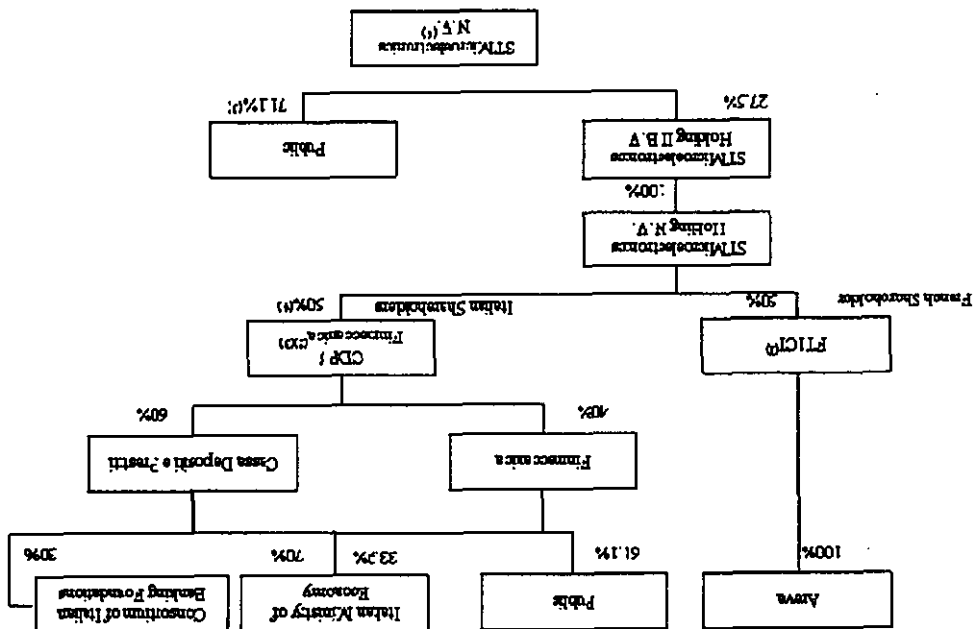 Areva
Public
Italian Ministry of
Economy
Consortium of Italian
Banking Foundations
100%
61.1%
70%
30%
Finmeccanica
Cassa Depositi e Prestiti
40%
60%
FT1CI
CDP
Finmeccanica
French Shareholder
50%
50%
Italian Shareholders
STMicroelectronics
Holding N.V.
100%
STMicroelectronics
Holding II B.V.
Public
27.5%
71.1%
STMicroelectronics
N.V.